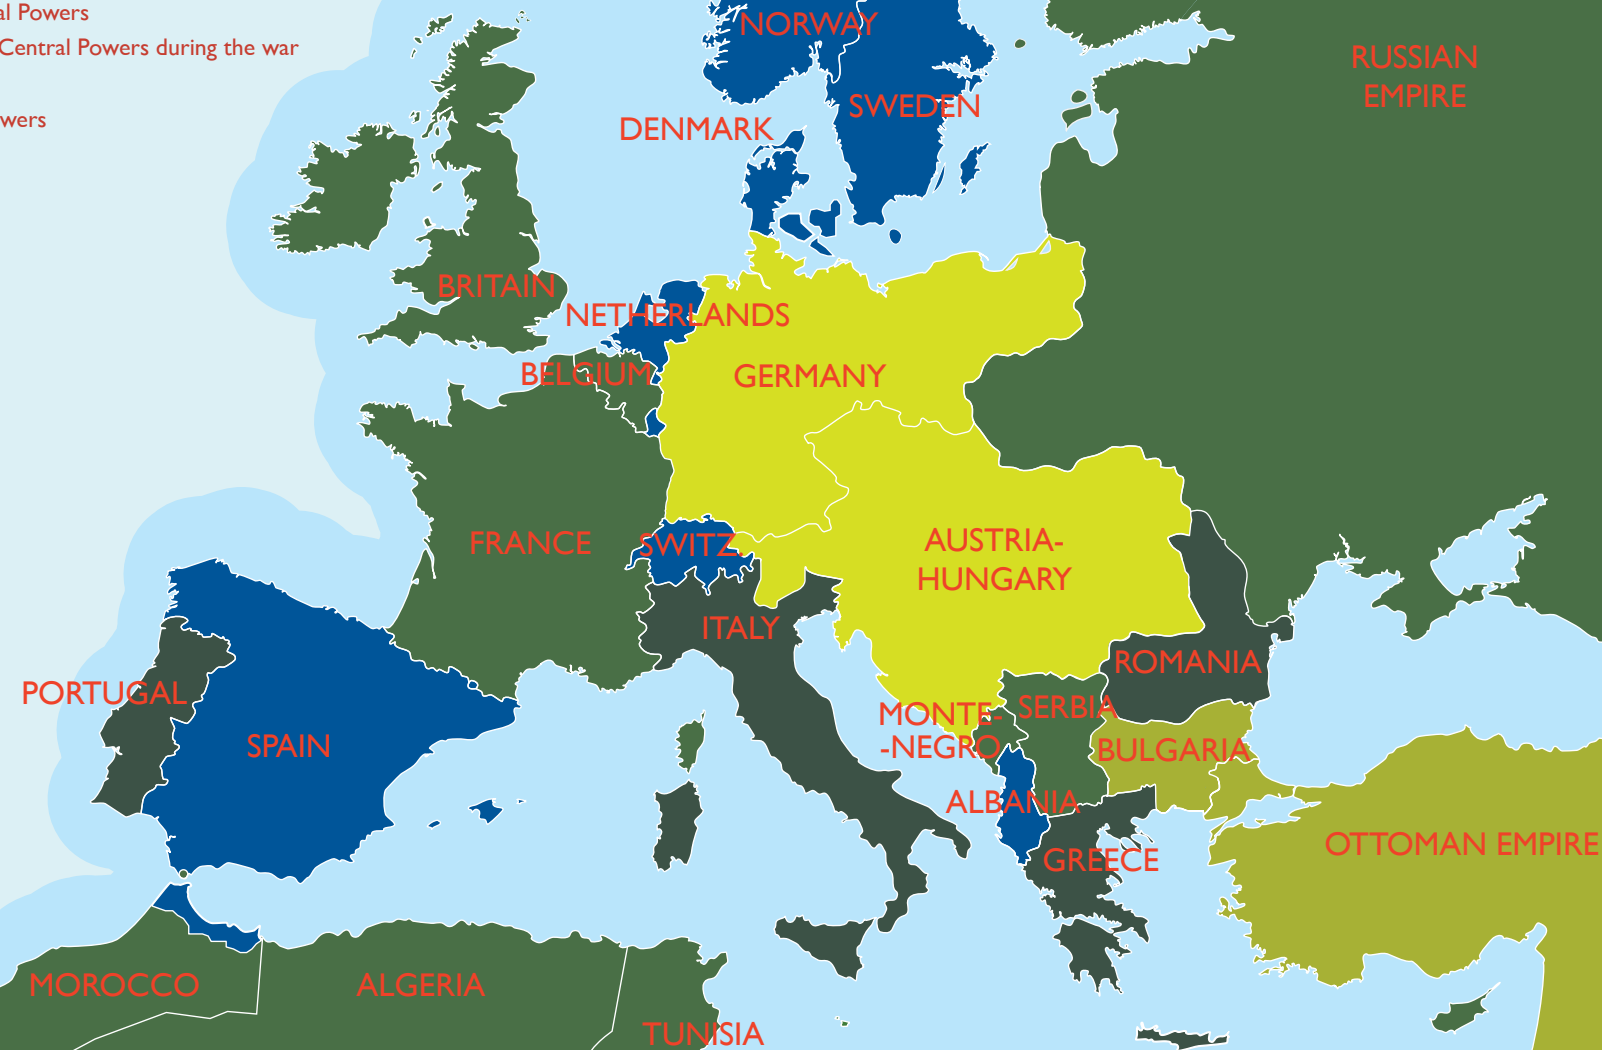 al Powers
Central Powers during the war
wers
NORWAY
RUSSIAN
EMPIRE
SWEDEN
DENMARK
BRITAIN
NETHERLANDS
BELGIUM
GERMANY
FRANCE
SWITZ.
AUSTRIA-
HUNGARY
ITALY
ROMANIA
PORTUGAL
SERBIA
MONTE-
-NEGRO
SPAIN
BULGARIA
ALBANIA
OTTOMAN EMPIRE
GREECE
MOROCCO
ALGERIA
TUNISIA